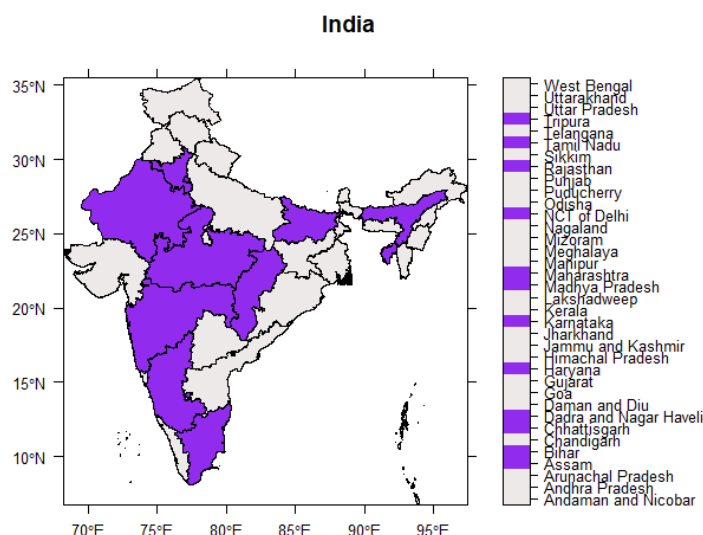 India
35°N
30°N
25°N
20°N
15°N
10°N
70°E
75°E
80°E
85°E
90°E
95°E
West Bengal
Uttarakhand
Uttar Pradesh
Tripura
Telangana
Tamil Nadu
Sikkim
Rajasthan
Punjab
Puducherry
Odisha
NCT of Delhi
Nagaland
Mizoram
Meghalaya
Manipur
Maharashtra
Madhya Pradesh
Lakshadweep
Kerala
Karnataka
Jharkhand
Jammu and Kashmir
Himachal Pradesh
Haryana
Gujarat
Goa
Daman and Diu
Dadra and Nagar Haveli
Chhattisgarh
Chandigarh
Bihar
Assam
Arunachal Pradesh
Andhra Pradesh
Andaman and Nicobar